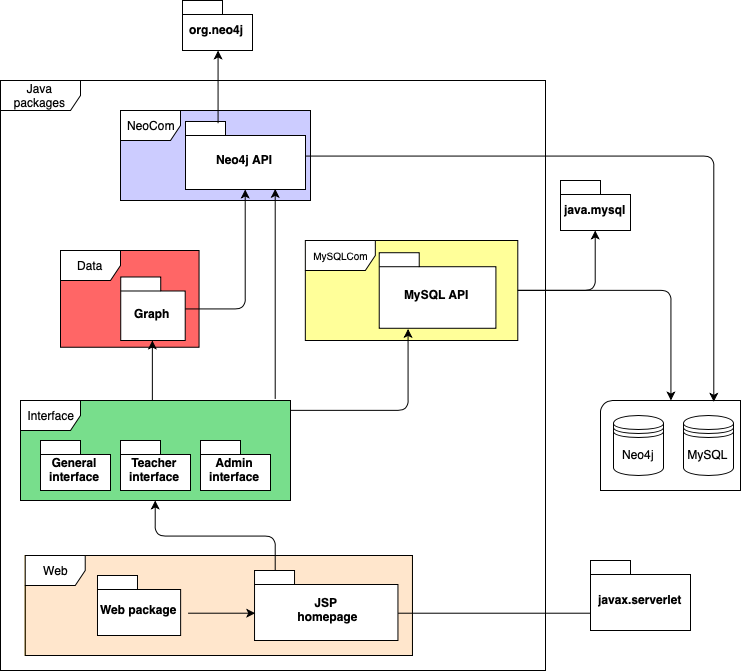 org.neo4j
Java
packages
NeoCom
Neo4j API
java.mysql
Data
MySQLCom
Graph
MySQL API
Interface
General
interface
Teacher
interface
Admin
interface
Neo4j
MySQL
Web
Web package
JSP
homepage
javax.serverlet